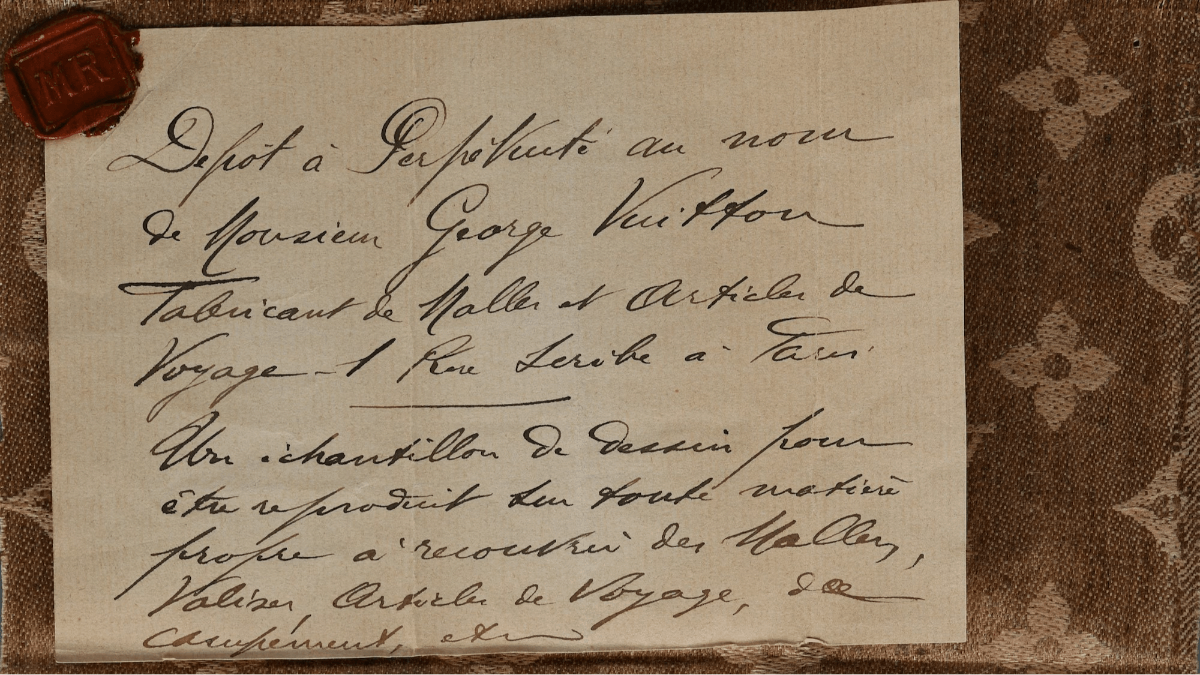 MR
Depôt à Perpétuité au nom
de Monsieur George Vuitton
Fabricant de Malles et Articles de
Voyage - 1 Rue Scribe à Paris
Un échantillon de dessin pour
être reproduit sur toute matière
propre à recouvrir des Malles,
Valises, Articles de Voyage, de
campement, etc